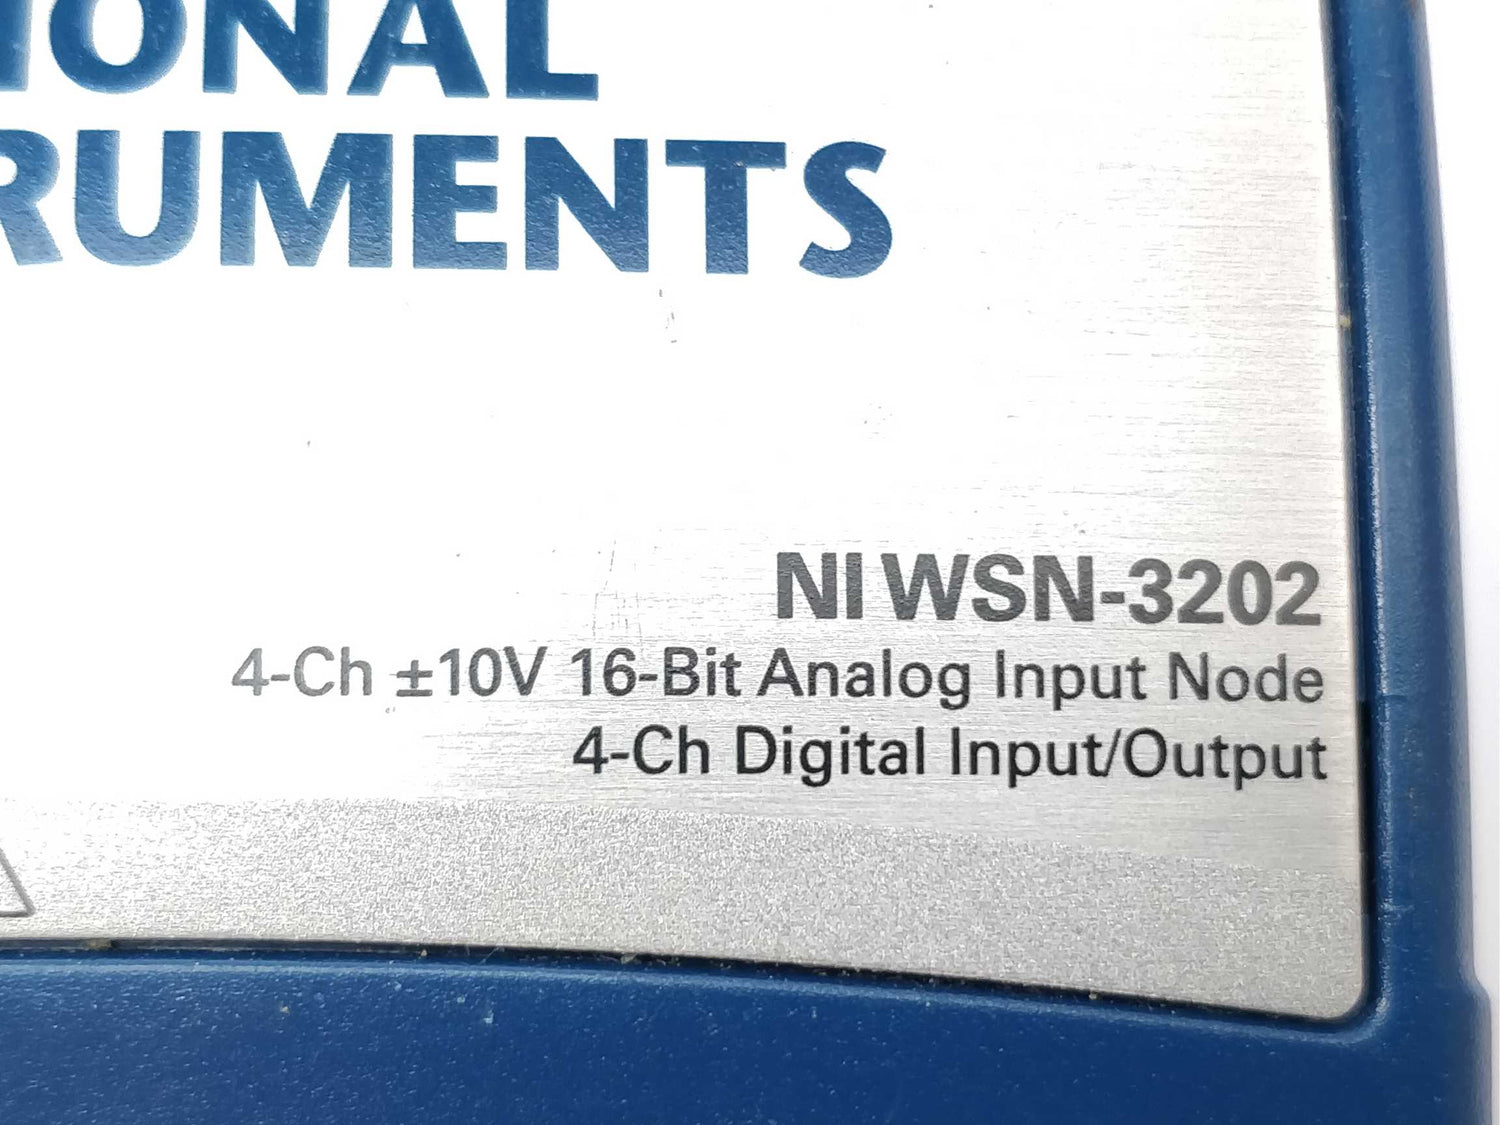 IONAL
RUMENTS
NI WSN-3202
4-Ch ±10V 16-Bit Analog Input Node
4-Ch Digital Input/Output